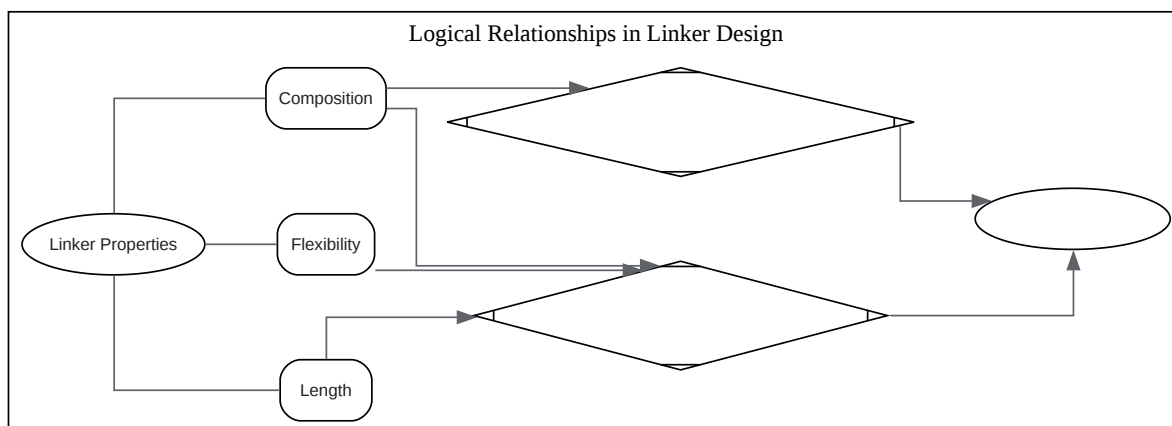 Logical Relationships in Linker Design
Composition
Linker Properties
Flexibility
Length